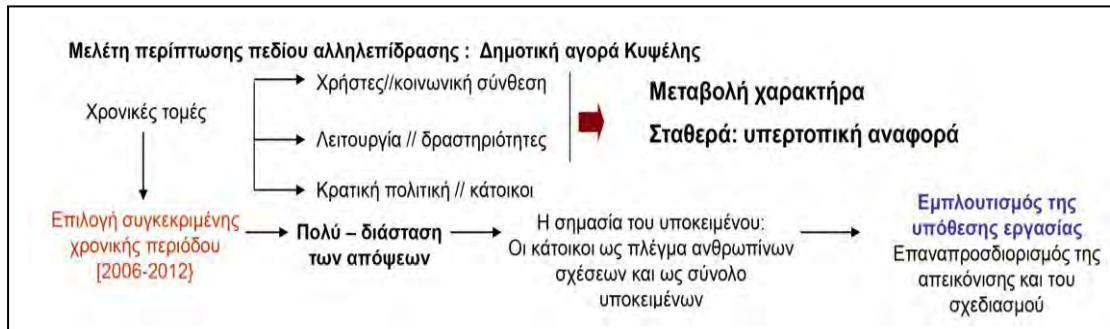 Μελέτη περίπτωσης πεδίου αλληλεπίδρασης : Δημοτική αγορά Κυψέλης
Χρονικές τομές
Χρήστες//κοινωνική σύνθεση
Λειτουργία // δραστηριότητες
Κρατική πολιτική // κάτοικοι
Μεταβολή χαρακτήρα
Σταθερά: υπερτοπική αναφορά
Επιλογή συγκεκριμένης
χρονικής περιόδου
[2006-2012}
Πολύ – διάσταση
των απόψεων
Η σημασία του υποκειμένου:
Οι κάτοικοι ως πλέγμα ανθρωπίνων
σχέσεων και ως σύνολο
υποκειμένων
Εμπλουτισμός της
υπόθεσης εργασίας
Επαναπροσδιορισμός της
απεικόνισης και του
σχεδιασμού